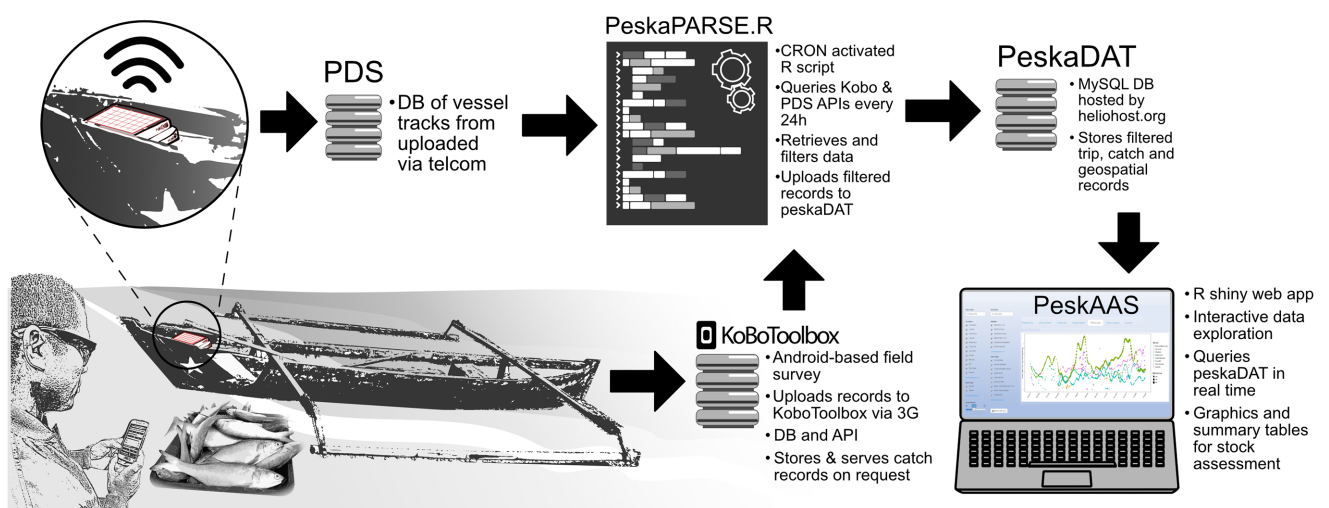 PDS
•DB of vessel
tracks from
uploaded
via telcom
PeskaPARSE.R
•CRON activated
R script
•Queries Kobo &
PDS APIs every
24h
•Retrieves and
filters data
•Uploads filtered
records to
peskaDAT
PeskaDAT
• MySQL DB
hosted by
heliohost.org
• Stores filtered
trip, catch and
geospatial
records
KoBoToolbox
•Android-based field
survey
•Uploads records to
KoboToolbox via 3G
• DB and API
• Stores & serves catch
records on request
PeskAAS
• R shiny web app
• Interactive data
exploration
• Queries
peskaDAT in
real time
• Graphics and
summary tables
for stock
assessment